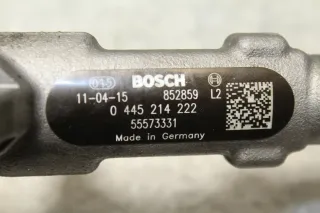 BOSCH
11-04-15 852859 L2
0 445 214 222
55573331
Made in Germany